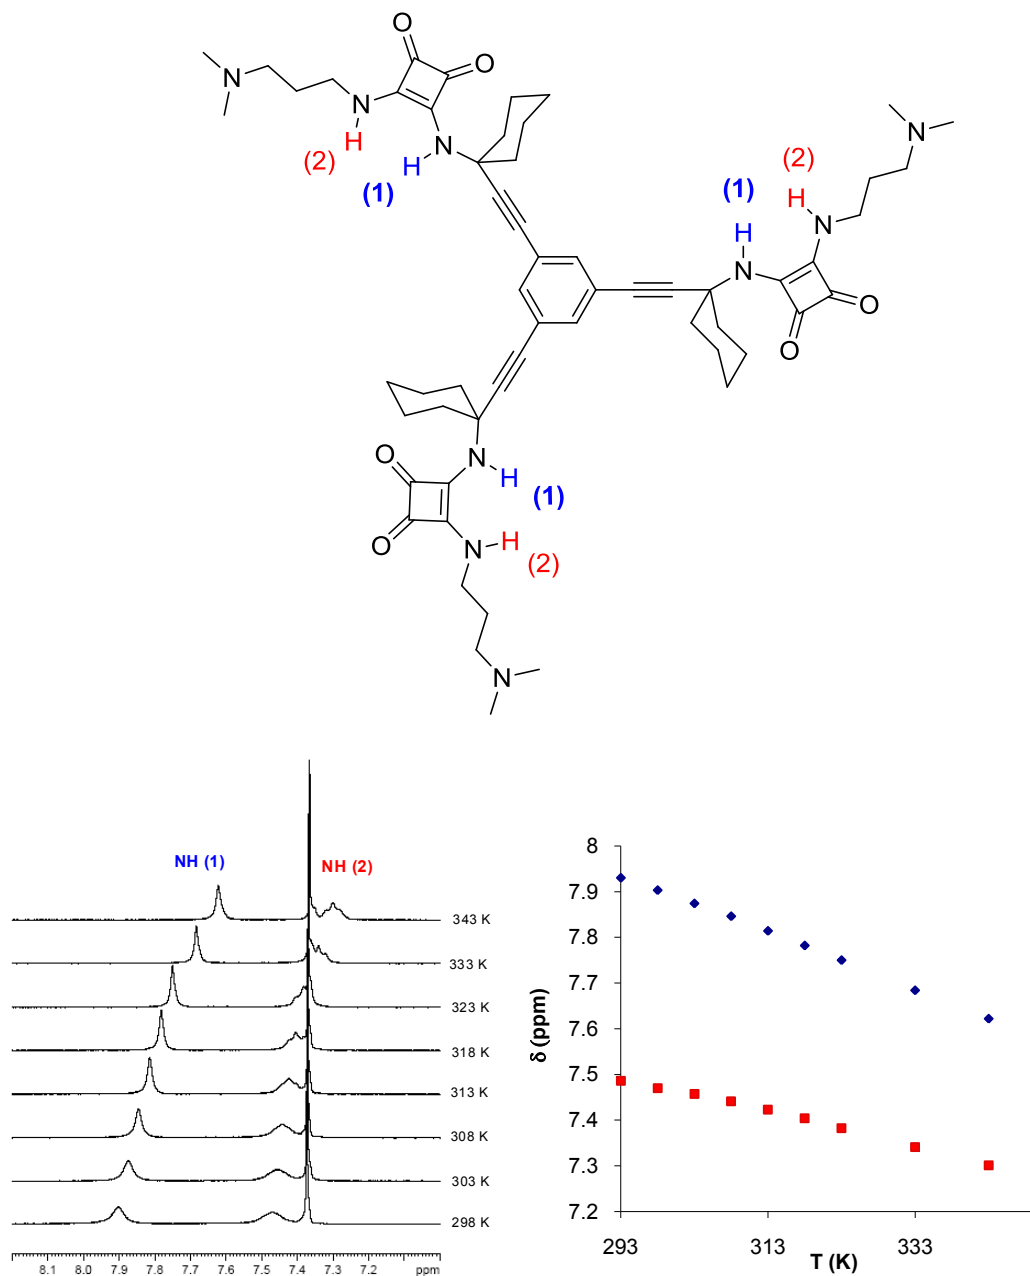 O
O
N
N
H
(2)
N
H
(1)
N
(2)
(1)
H
N
H
N
O
O
O
N
H
(1)
O
N
H
(2)
N
NH (1)
NH (2)
343 K
333 K
323 K
318 K
313 K
308 K
303 K
298 K
8.1 8.0 7.9 7.8 7.7 7.6 7.5 7.4 7.3 7.2 ppm
8
7.9
7.8
7.7
7.6
7.5
7.4
7.3
7.2
δ (ppm)
293 313 333
T (K)